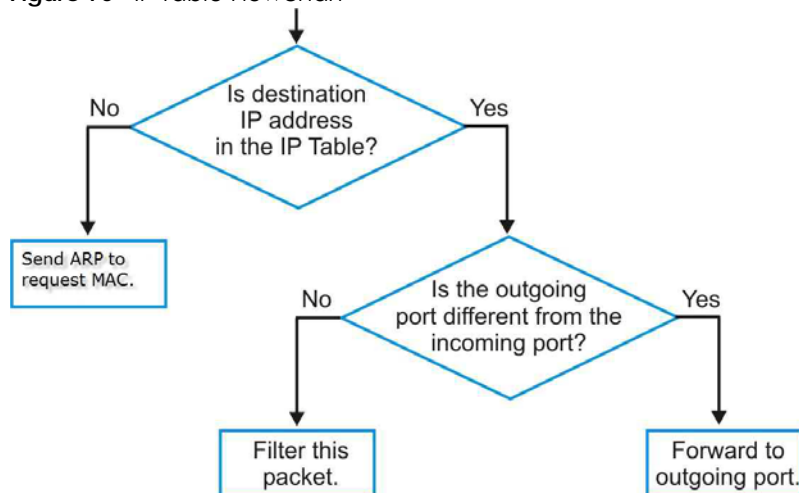 Is destination
IP address
in the IP Table?
No
Yes
Send ARP to
request MAC.
Is the outgoing
port different from the
incoming port?
No
Yes
Filter this
packet.
Forward to
outgoing port.